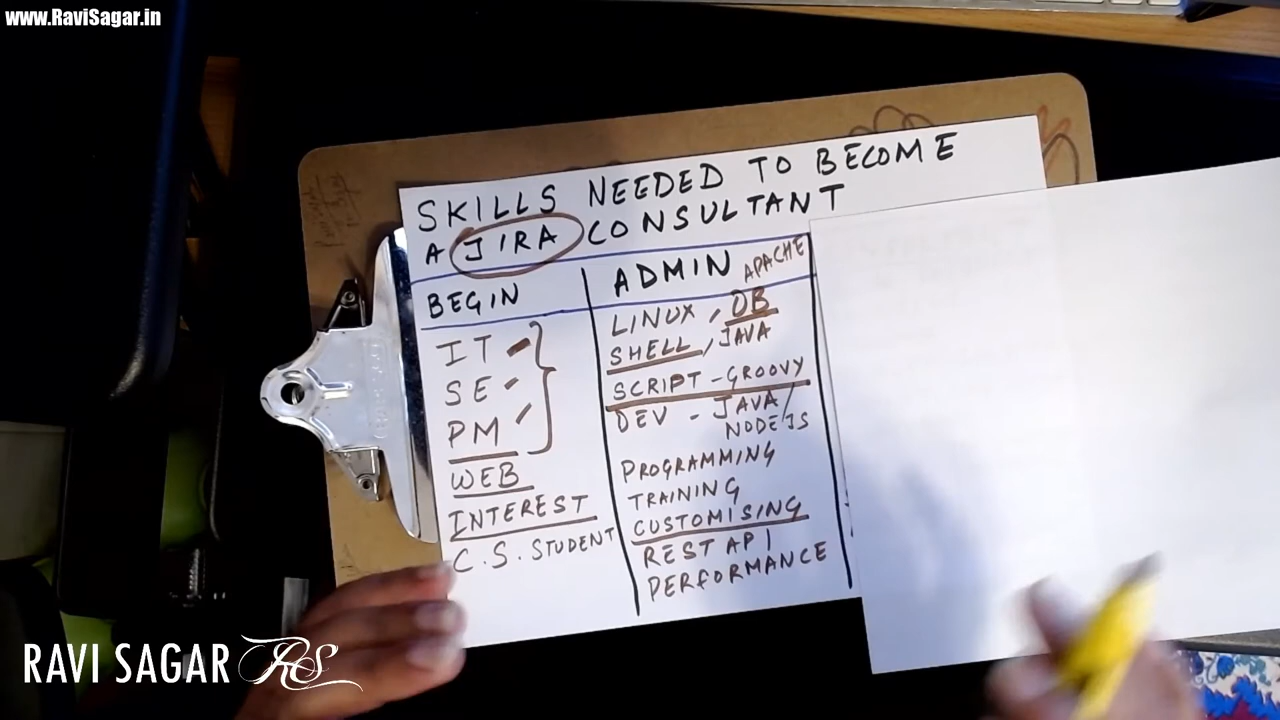 www.RaviSagar.in
SKILLS NEEDED TO BECOME
A JIRA CONSULTANT
BEGIN
IT
SE
PM
WEB
INTEREST
C.S. STUDENT
ADMIN APACHE
LINUX, DB
SHELL, JAVA
SCRIPT - GROOVY
DEV - JAVA/
NODEJS
PROGRAMMING
TRAINING
CUSTOMISING
REST API
PERFORMANCE
RAVI SAGAR RS